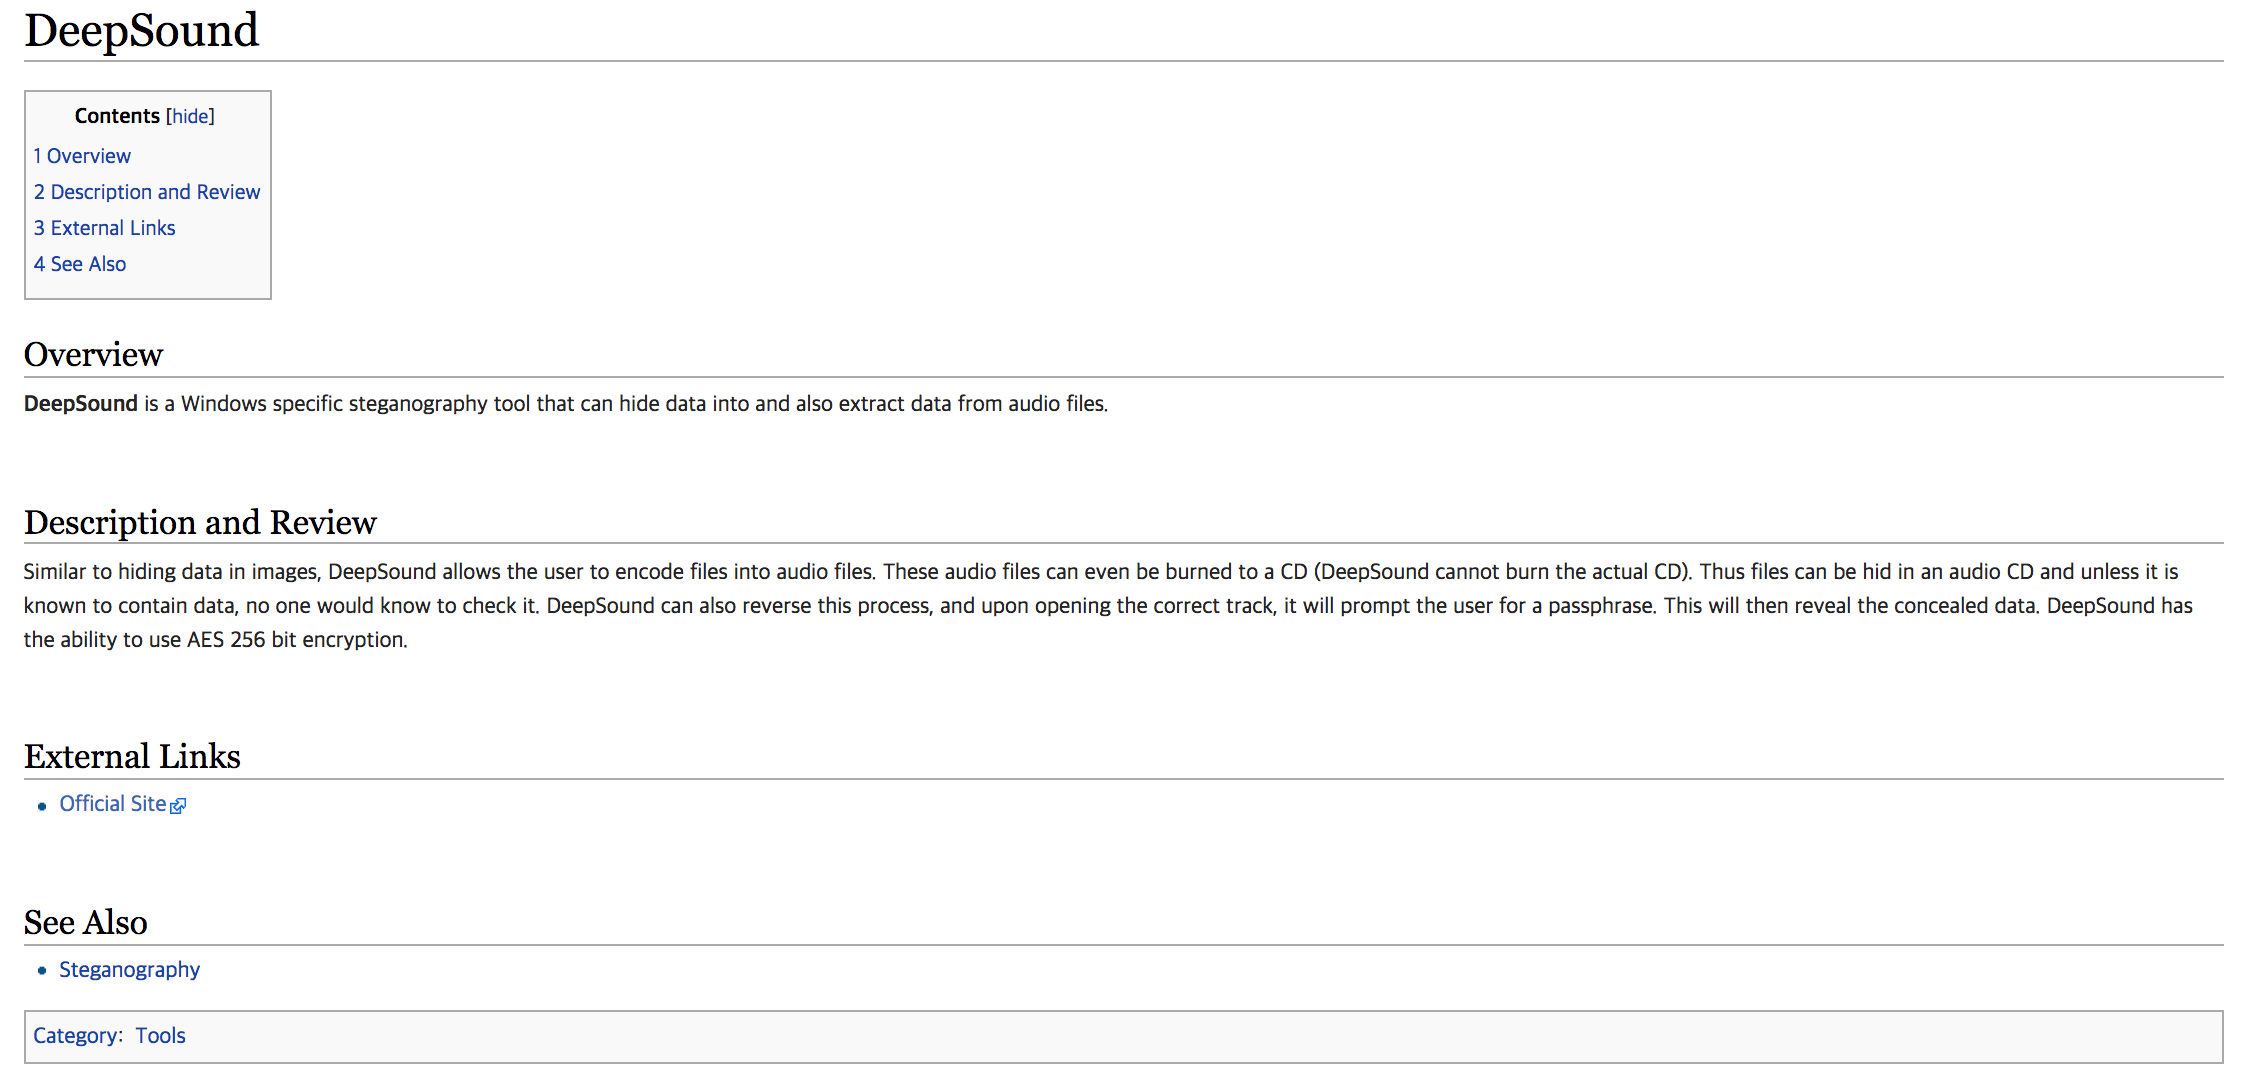 DeepSound
Contents [hide]
1 Overview
2 Description and Review
3 External Links
4 See Also
Overview
DeepSound is a Windows specific steganography tool that can hide data into and also extract data from audio files.
Description and Review
Similar to hiding data in images, DeepSound allows the user to encode files into audio files. These audio files can even be burned to a CD (DeepSound cannot burn the actual CD). Thus files can be hid in an audio CD and unless it is
known to contain data, no one would know to check it. DeepSound can also reverse this process, and upon opening the correct track, it will prompt the user for a passphrase. This will then reveal the concealed data. DeepSound has
the ability to use AES 256 bit encryption.
External Links
• Official Site
See Also
• Steganography
Category: Tools